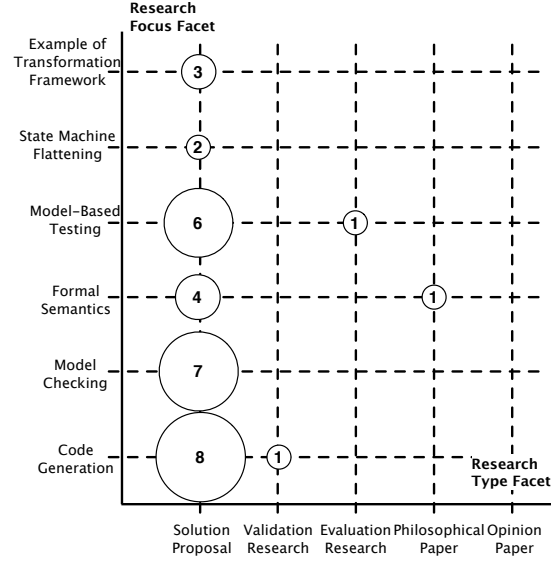 Research
Focus Facet
Example of
Transformation
Framework
3
State Machine
Flattening
2
Model-Based
Testing
6
1
Formal
Semantics
4
1
Model
Checking
7
Code
Generation
8
1
Research
Type Facet
Solution
Proposal
Validation
Research
Evaluation
Research
Philosophical
Paper
Opinion
Paper